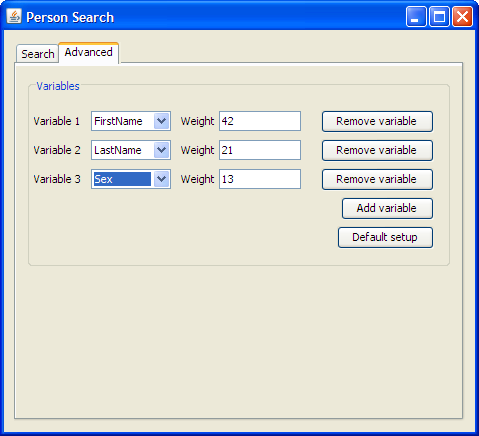 Person Search
Search Advanced
Variables
Variable 1 FirstName Weight 42 Remove variable
Variable 2 LastName Weight 21 Remove variable
Variable 3 Sex Weight 13 Remove variable
Add variable
Default setup